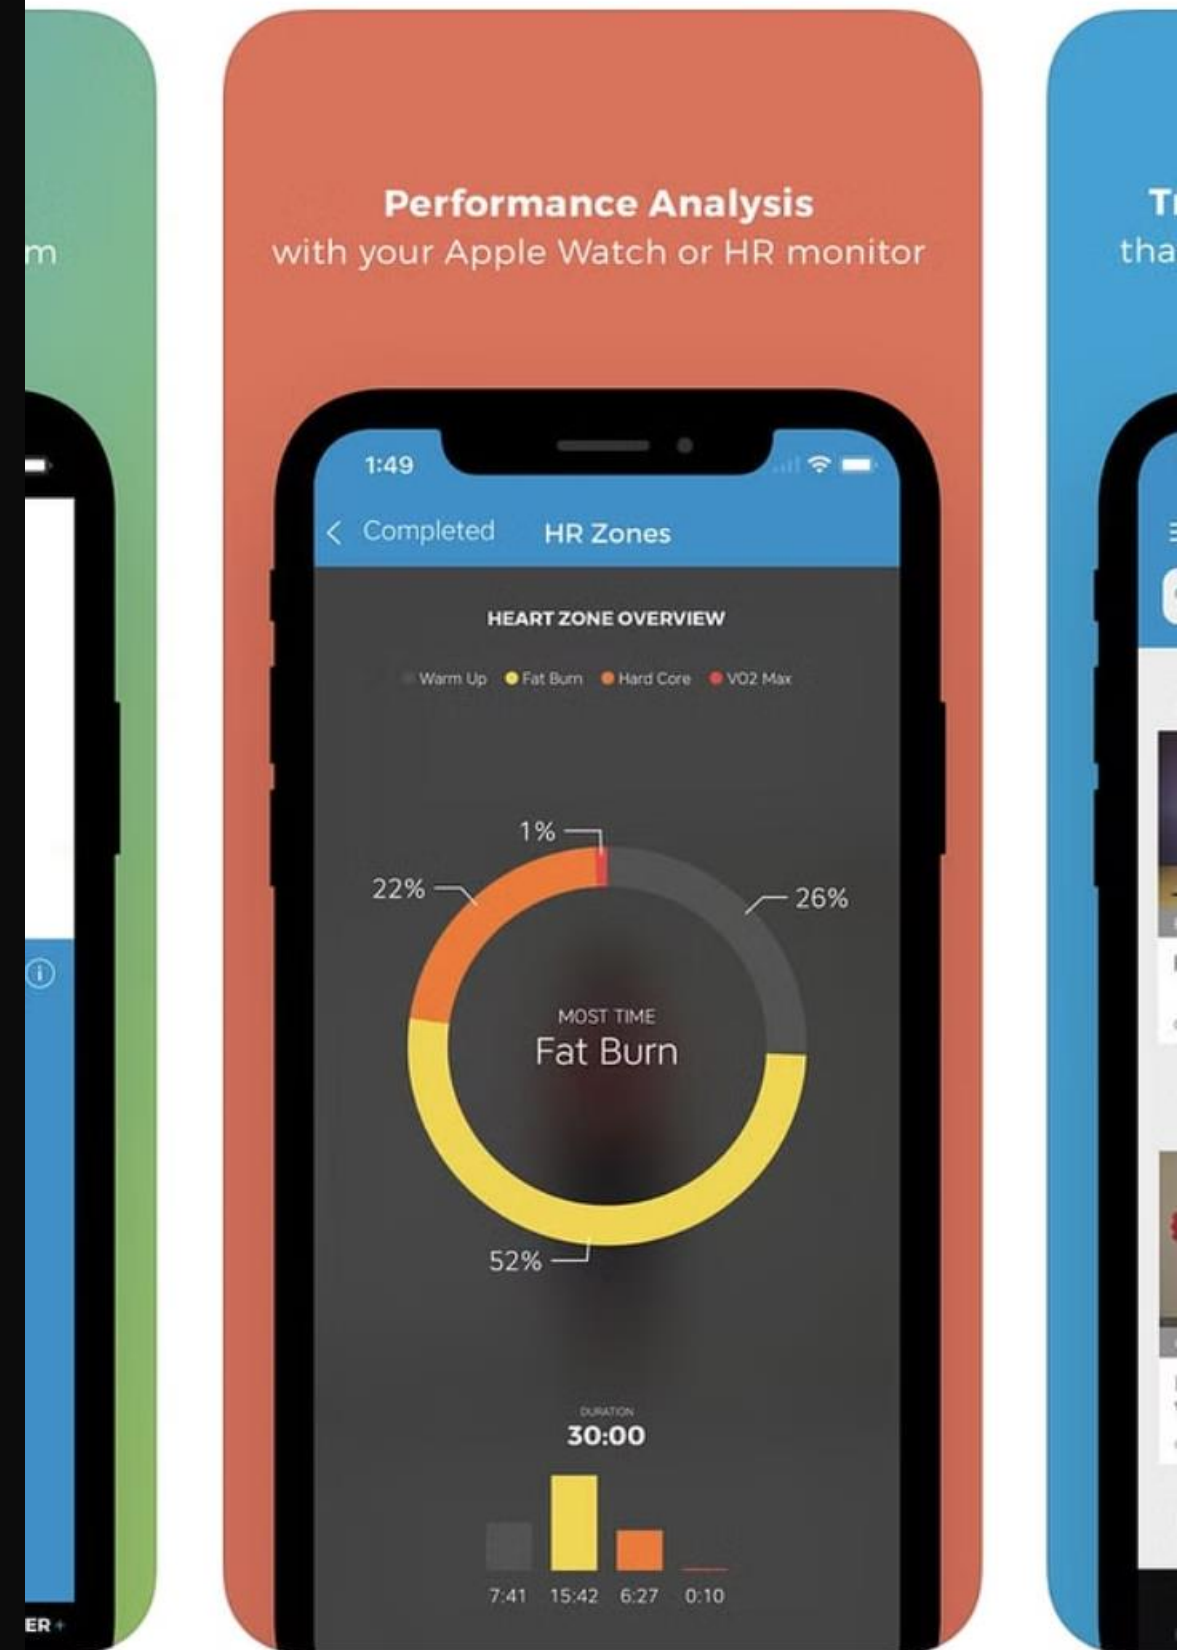 m
Performance Analysis
with your Apple Watch or HR monitor
1:49
Completed HR Zones
HEART ZONE OVERVIEW
Warm Up Fat Burn Hard Core VO2 Max
1%
22%
26%
MOST TIME
Fat Burn
52%
DURATION
30:00
7:41 15:42 6:27 0:10
ER+
Tr
tha